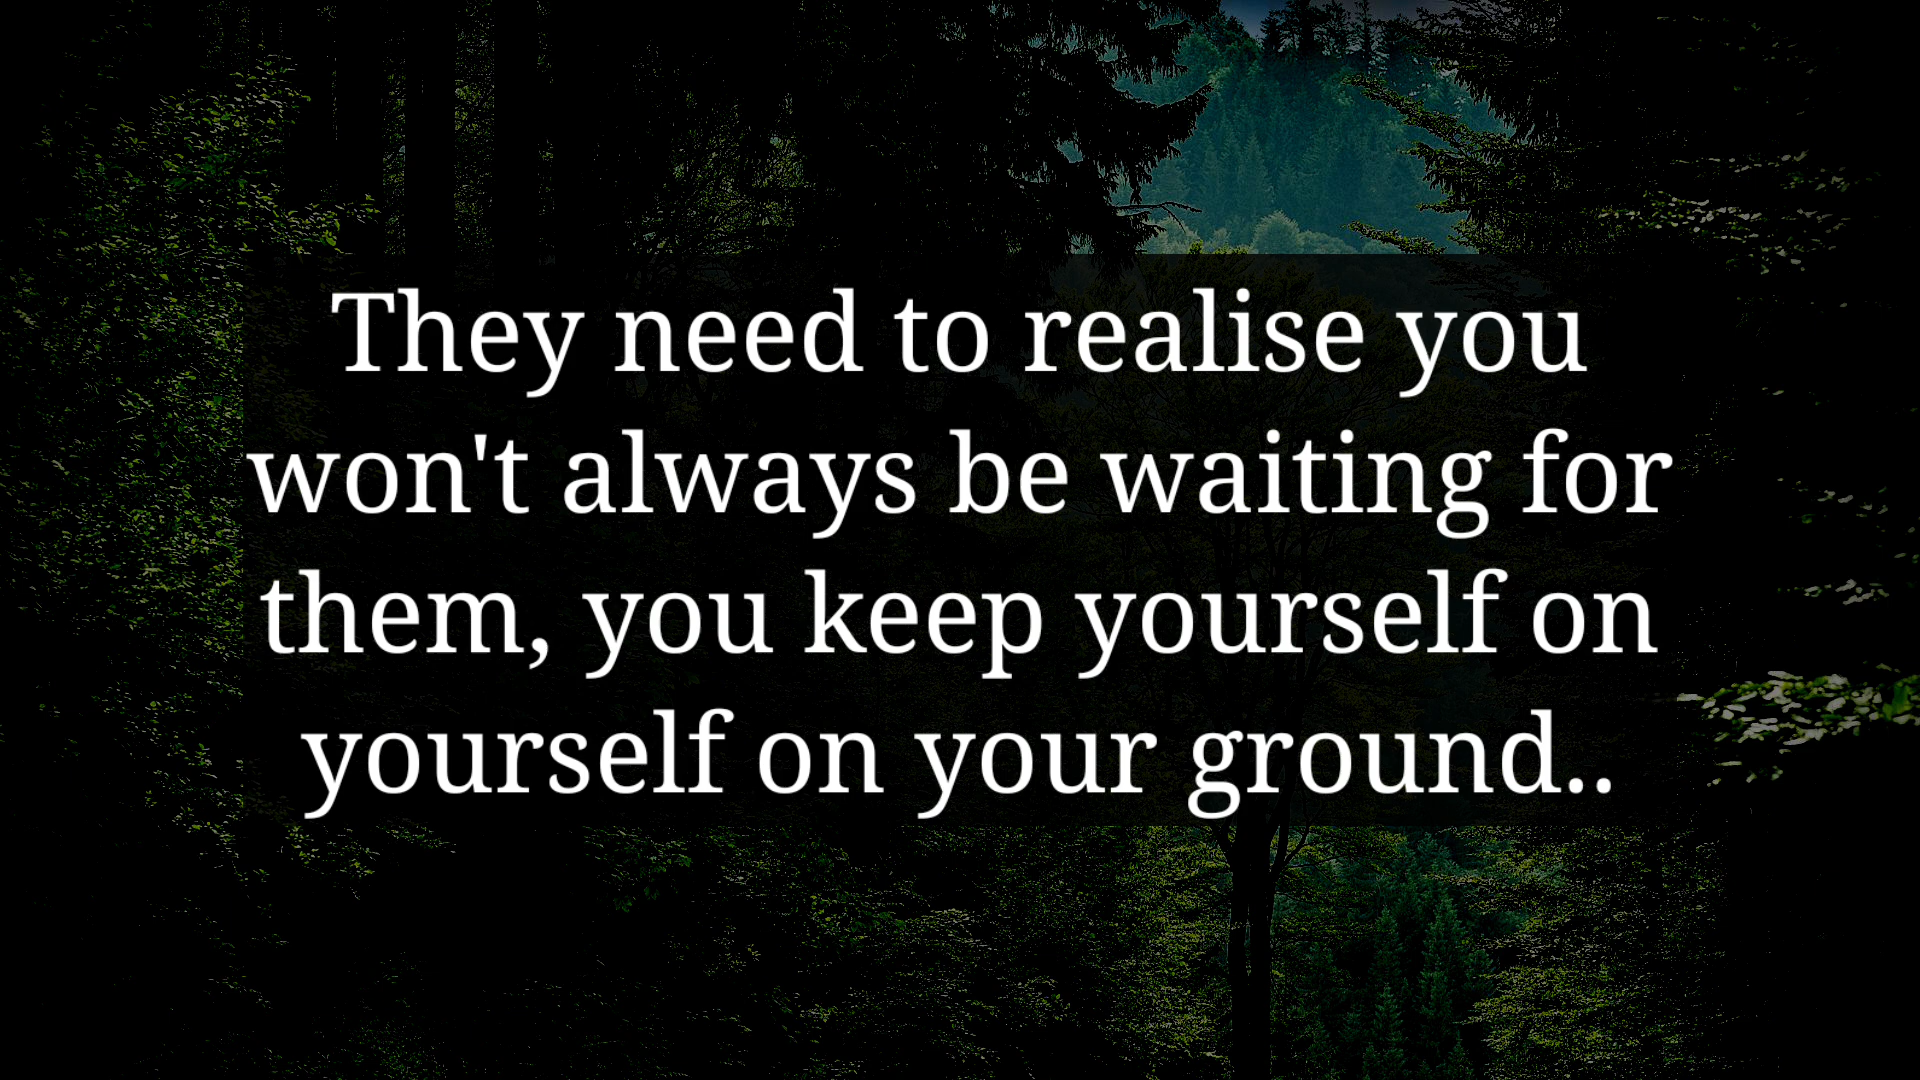 They need to realise you
won't always be waiting for
them, you keep yourself on
yourself on your ground..